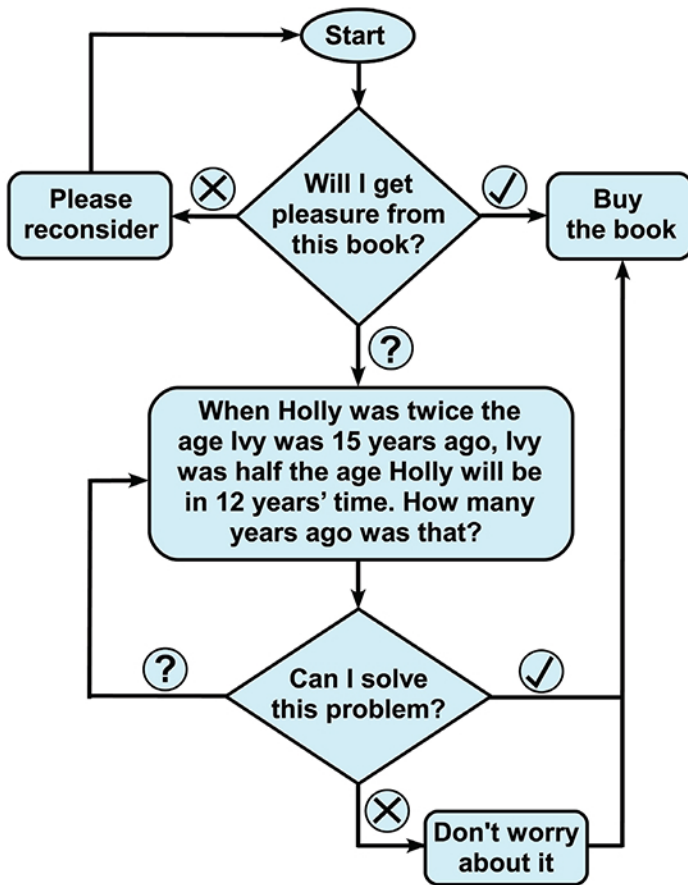 Start
Will I get
pleasure from
this book?
Please
reconsider
Buy
the book
?
When Holly was twice the
age Ivy was 15 years ago, Ivy
was half the age Holly will be
in 12 years’ time. How many
years ago was that?
?
Can I solve
this problem?
Don't worry
about it